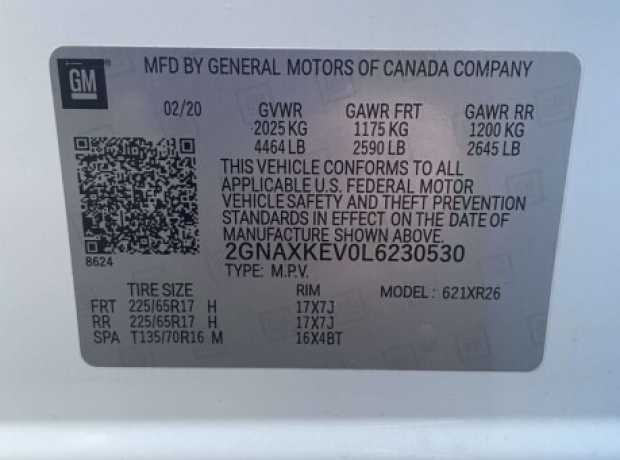 GM
MFD BY GENERAL MOTORS OF CANADA COMPANY
02/20 GVWR GAWR FRT GAWR RR
2025 KG 1175 KG 1200 KG
4464 LB 2590 LB 2645 LB
THIS VEHICLE CONFORMS TO ALL
APPLICABLE U.S. FEDERAL MOTOR
VEHICLE SAFETY AND THEFT PREVENTION
STANDARDS IN EFFECT ON THE DATE OF
MANUFACTURE SHOWN ABOVE.
8624
2GNAXKEV0L6230530
TYPE: M.P.V.
TIRE SIZE RIM MODEL: 621XR26
FRT 225/65R17 H 17X7J
RR 225/65R17 H 17X7J
SPA T135/70R16 M 16X4BT